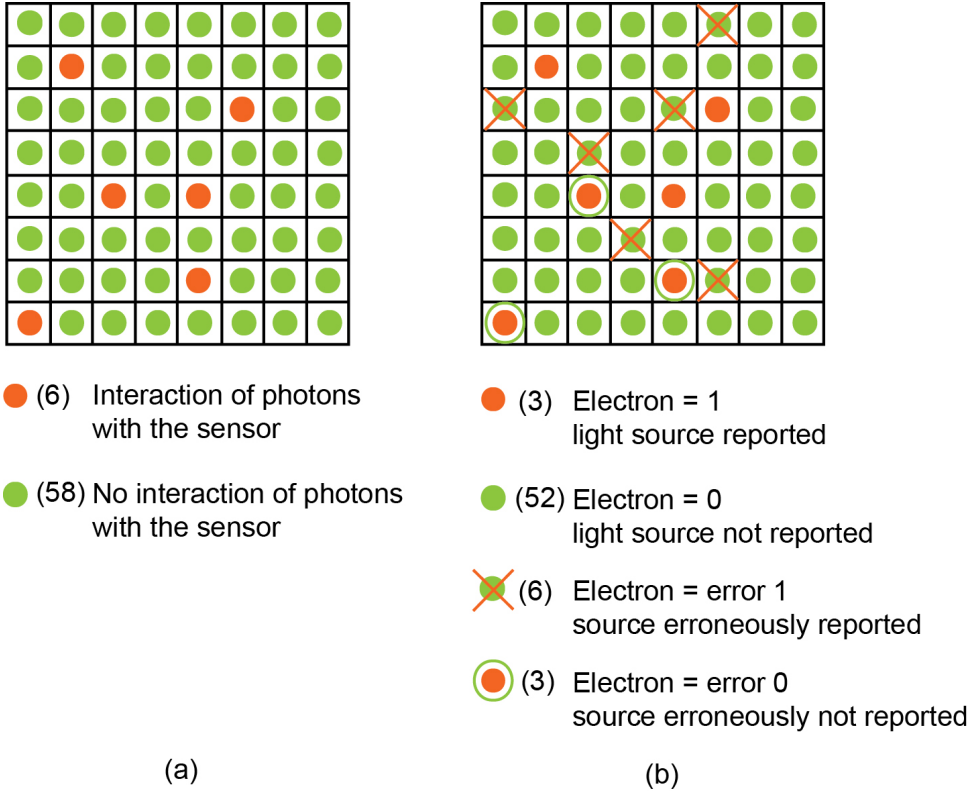 (6) Interaction of photons
with the sensor
(58) No interaction of photons
with the sensor
(a)
(3) Electron = 1
light source reported
(52) Electron = 0
light source not reported
(6) Electron = error 1
source erroneously reported
(3) Electron = error 0
source erroneously not reported
(b)